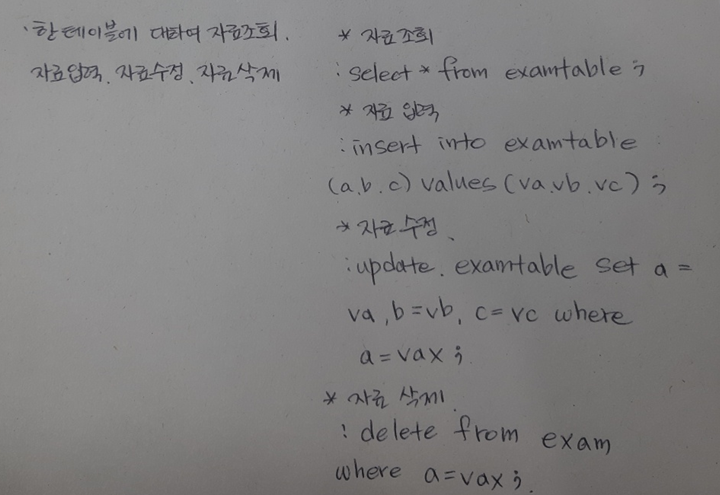 ·한 테이블에 대하여 자료조회.
자료입력, 자료수정, 자료삭제
* 자료조회
: select * from examtable ;
* 자료 입력
: insert into examtable
(a, b, c) values (va, vb, vc) ;
* 자료수정.
: update. examtable set a =
va, b = vb, c = vc where
a = vax ;
* 자료 삭제.
: delete from exam
where a = vax ;